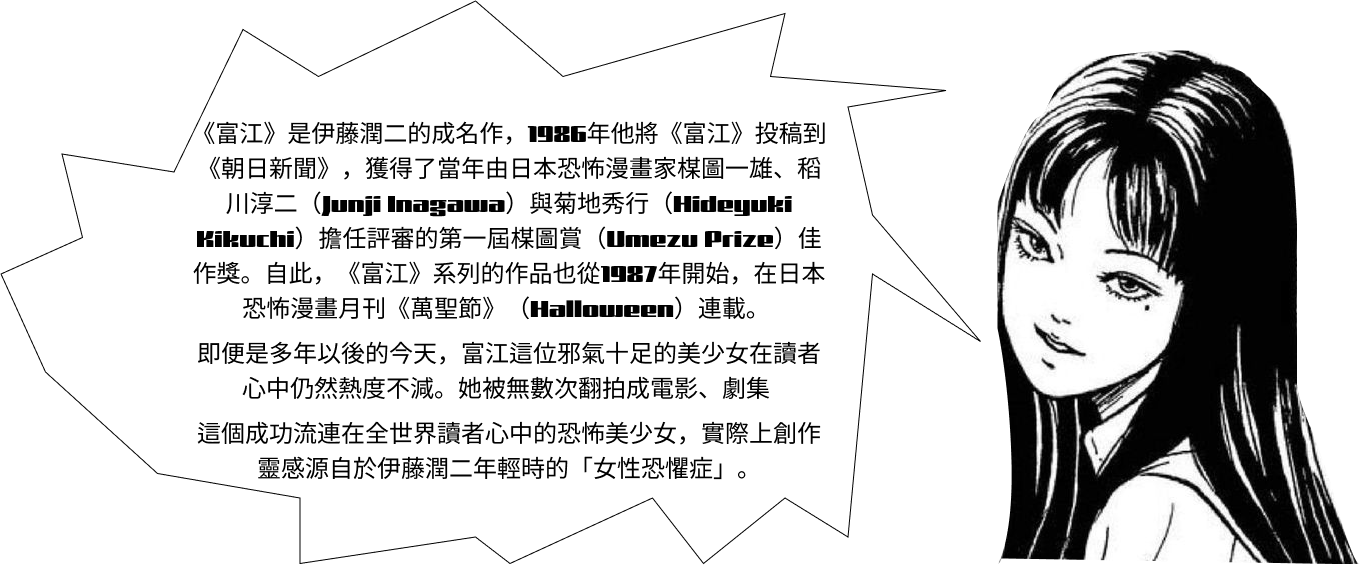 《富江》是伊藤潤二的成名作，1986年他將《富江》投稿到
《朝日新聞》，獲得了當年由日本恐怖漫畫家楳圖一雄、稻
川淳二（Junji Inagawa）與菊地秀行（Hideyuki
Kikuchi）擔任評審的第一屆楳圖賞（Umezu Prize）佳
作獎。自此，《富江》系列的作品也從1987年開始，在日本
恐怖漫畫月刊《萬聖節》（Halloween）連載。
即便是多年以後的今天，富江這位邪氣十足的美少女在讀者
心中仍然熱度不減。她被無數次翻拍成電影、劇集
這個成功流連在全世界讀者心中的恐怖美少女，實際上創作
靈感源自於伊藤潤二年輕時的「女性恐懼症」。